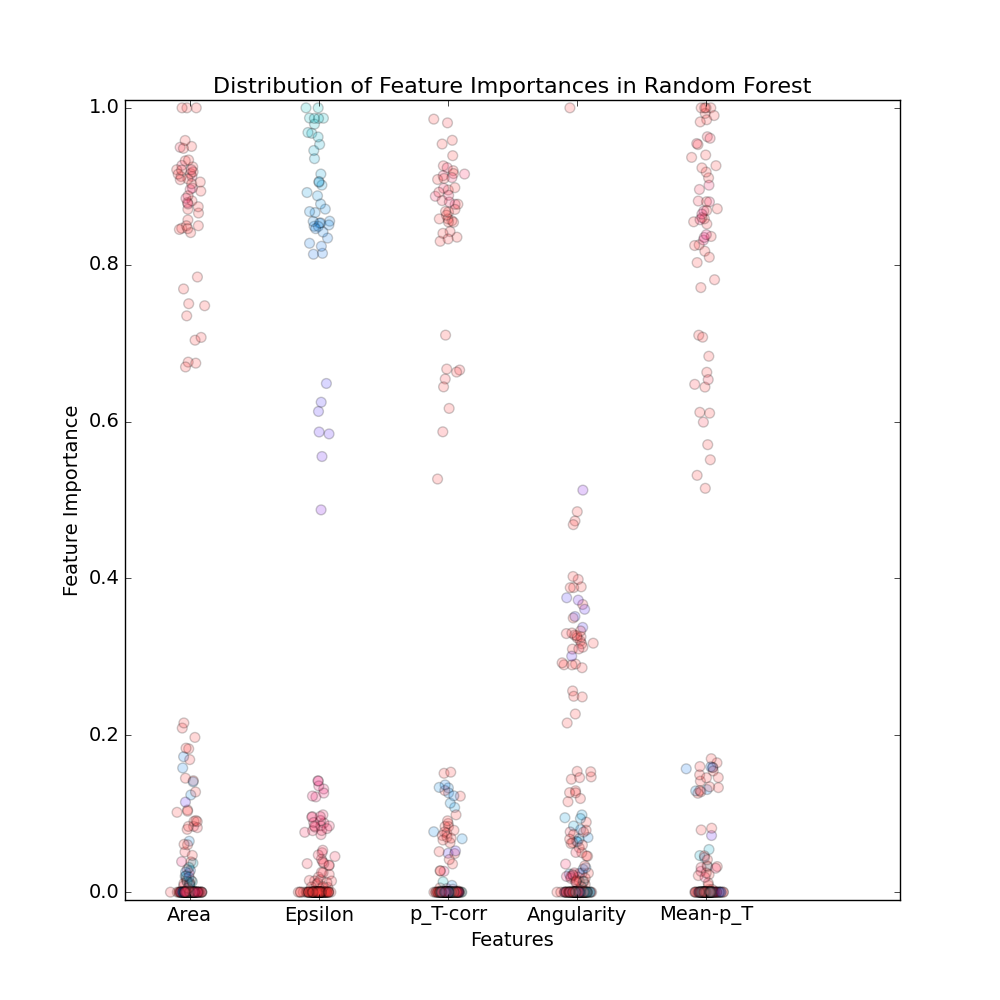 Distribution of Feature Importances in Random Forest
1.0
0.8
0.6
0.4
0.2
0.0
Feature Importance
Area Epsilon p_T-corr Angularity Mean-p_T
Features